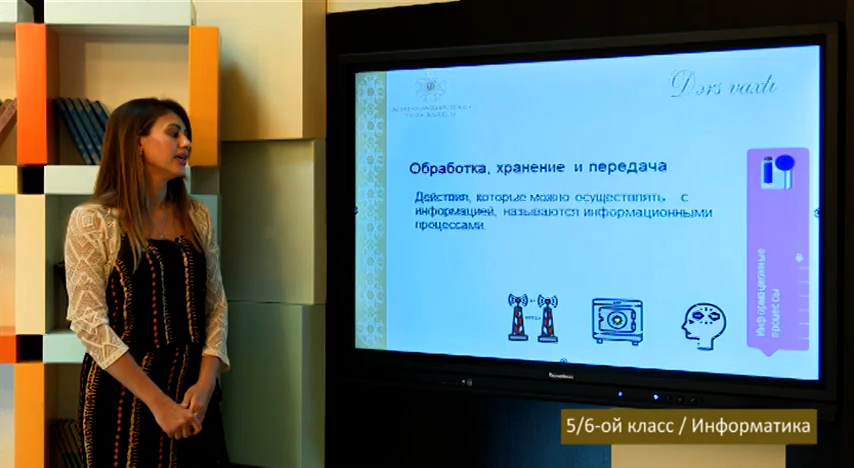 Dərs vaxtı
Обработка, хранение и передача
Действия, которые можно осуществлять с
информацией, называются информационными
процессами
Информационные
процессы
5/6-ой класс / Информатика